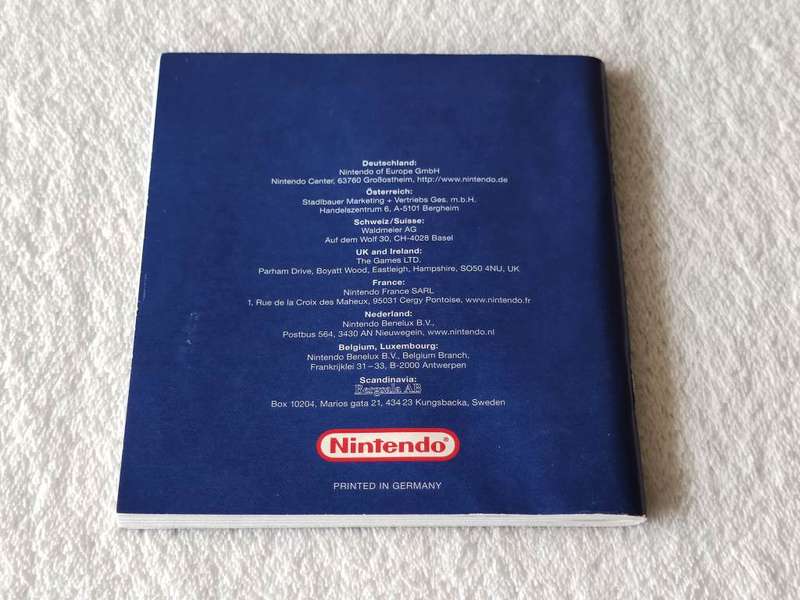 Deutschland:
Nintendo of Europe GmbH
Nintendo Center, 63760 Großostheim, http://www.nintendo.de
Österreich:
Stadlbauer Marketing + Vertriebs Ges. m.b.H.
Handelszentrum 6, A-5101 Bergheim
Schweiz/Suisse:
Waldmeier AG
Auf dem Wolf 30, CH-4028 Basel
UK and Ireland:
The Games LTD.
Parham Drive, Boyatt Wood, Eastleigh, Hampshire, SO50 4NU, UK
France:
Nintendo France SARL
1, Rue de la Croix des Maheux, 95031 Cergy Pontoise, www.nintendo.fr
Nederland:
Nintendo Benelux B.V.,
Postbus 564, 3430 AN Nieuwegein, www.nintendo.nl
Belgium, Luxembourg:
Nintendo Benelux B.V., Belgium Branch,
Frankrijklei 31–33, B-2000 Antwerpen
Scandinavia:
Bergsala AB
Box 10204, Marios gata 21, 434 23 Kungsbacka, Sweden
Nintendo®
PRINTED IN GERMANY